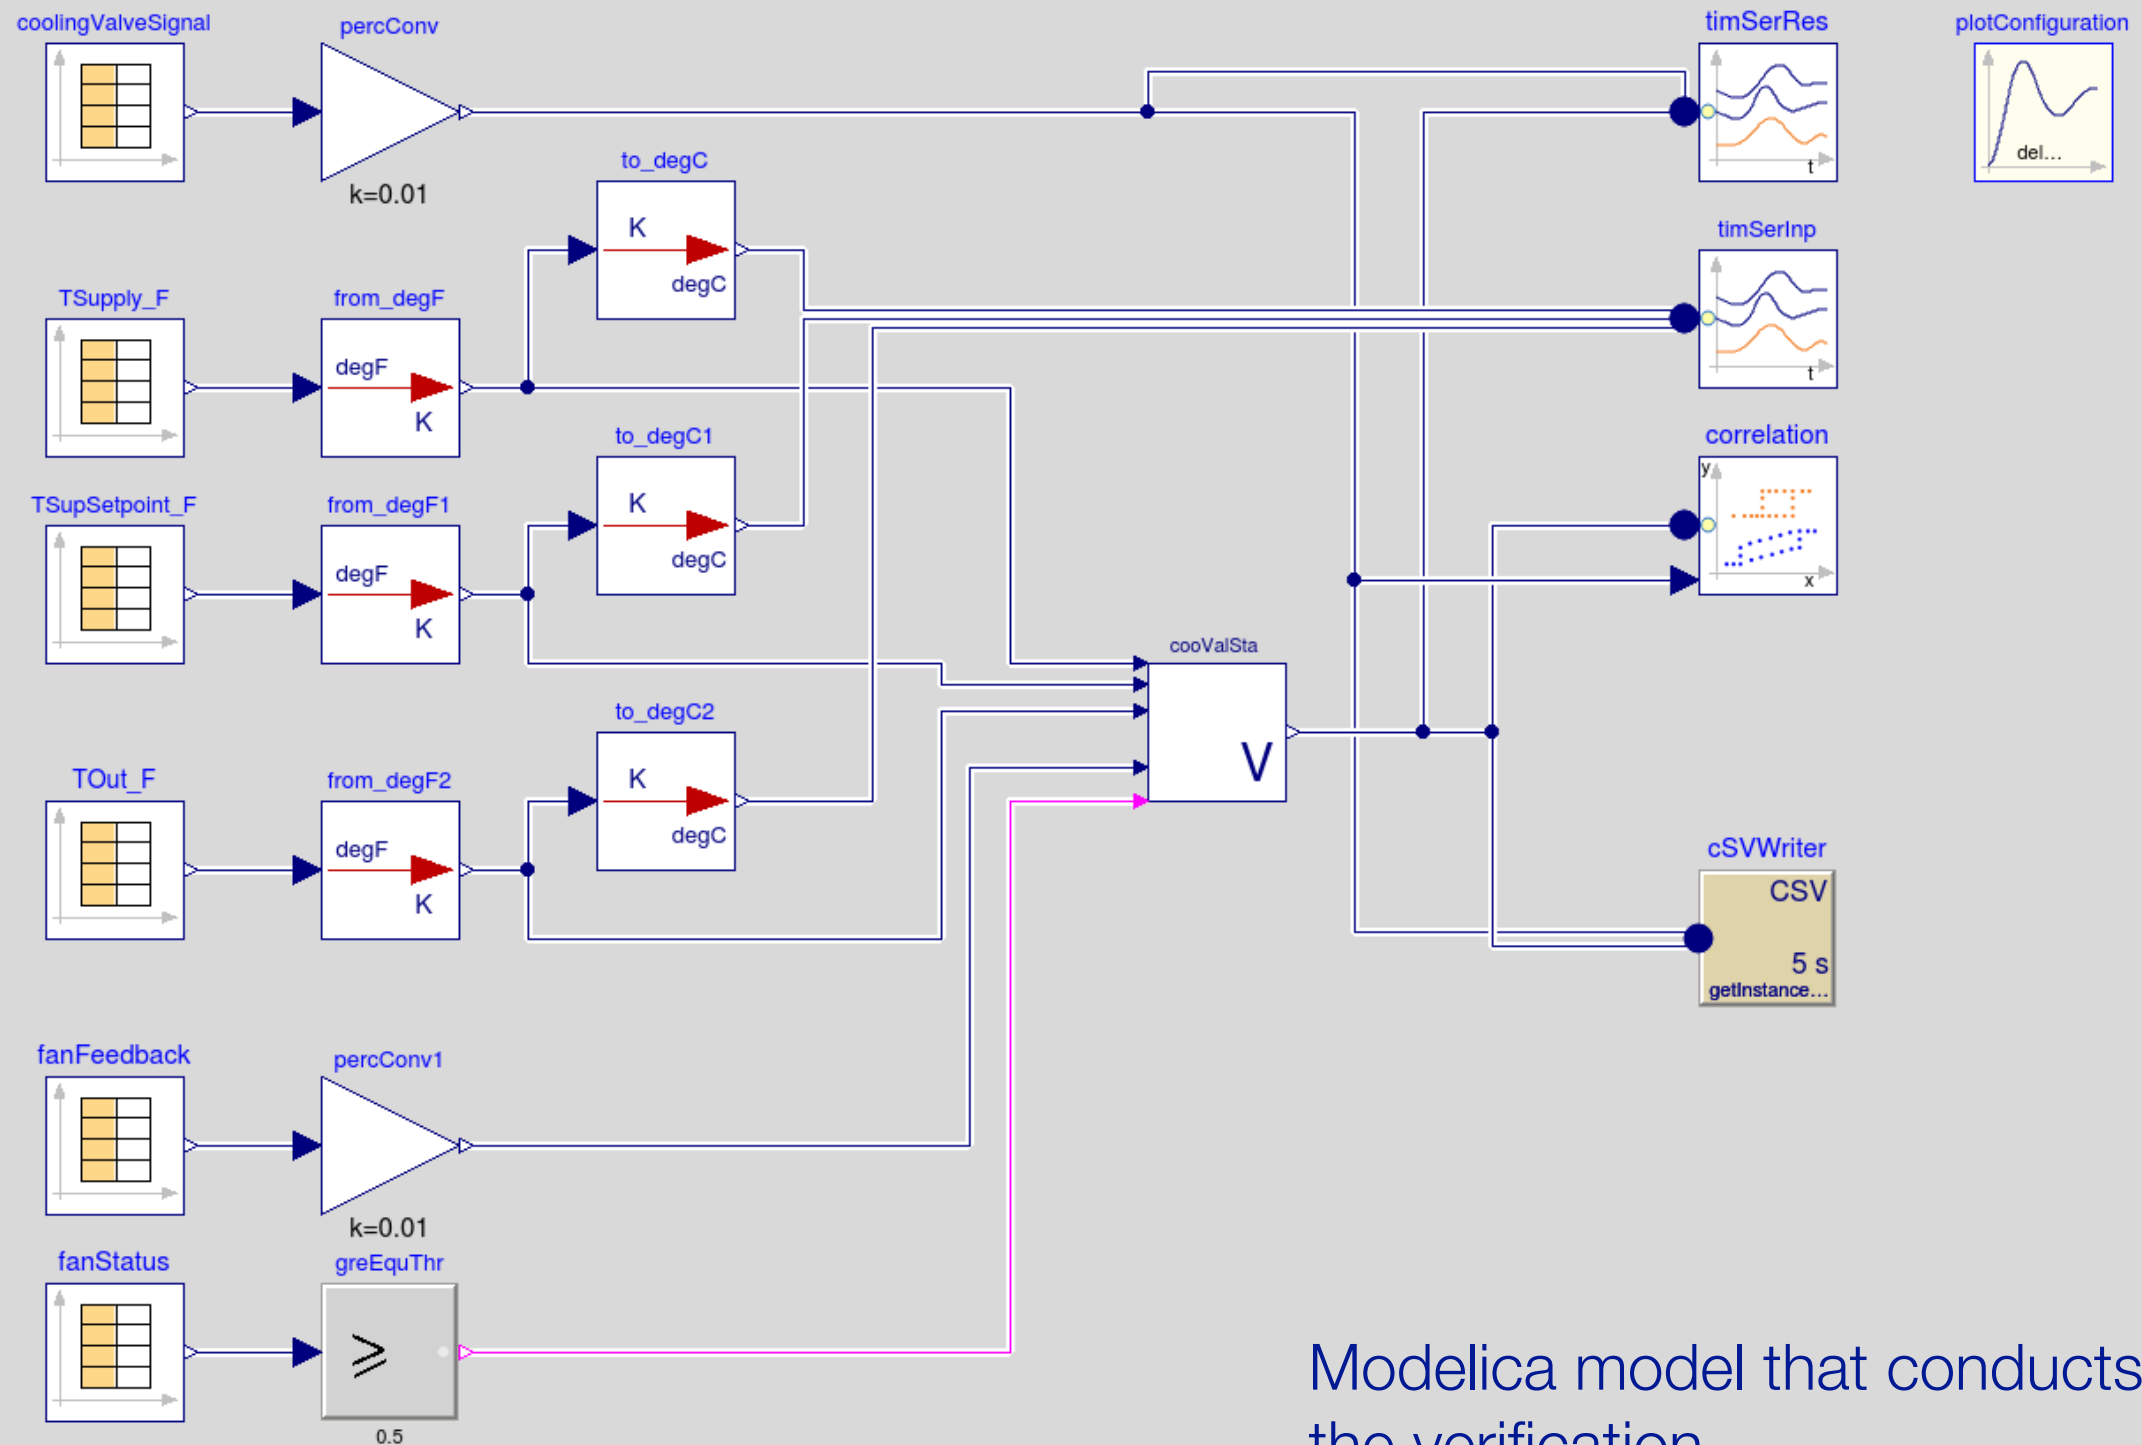 coolingValveSignal
percConv
k=0.01
timSerRes
t
plotConfiguration
del...
to_degC
K
degC
timSerInp
t
TSupply_F
from_degF
degF
K
to_degC1
K
degC
correlation
y
x
TSupSetpoint_F
from_degF1
degF
K
cooValSta
V
to_degC2
K
degC
TOut_F
from_degF2
degF
K
cSVWriter
CSV
5 s
getInstance...
fanFeedback
percConv1
k=0.01
fanStatus
greEquThr
≥
0.5
Modelica model that conducts
the verification